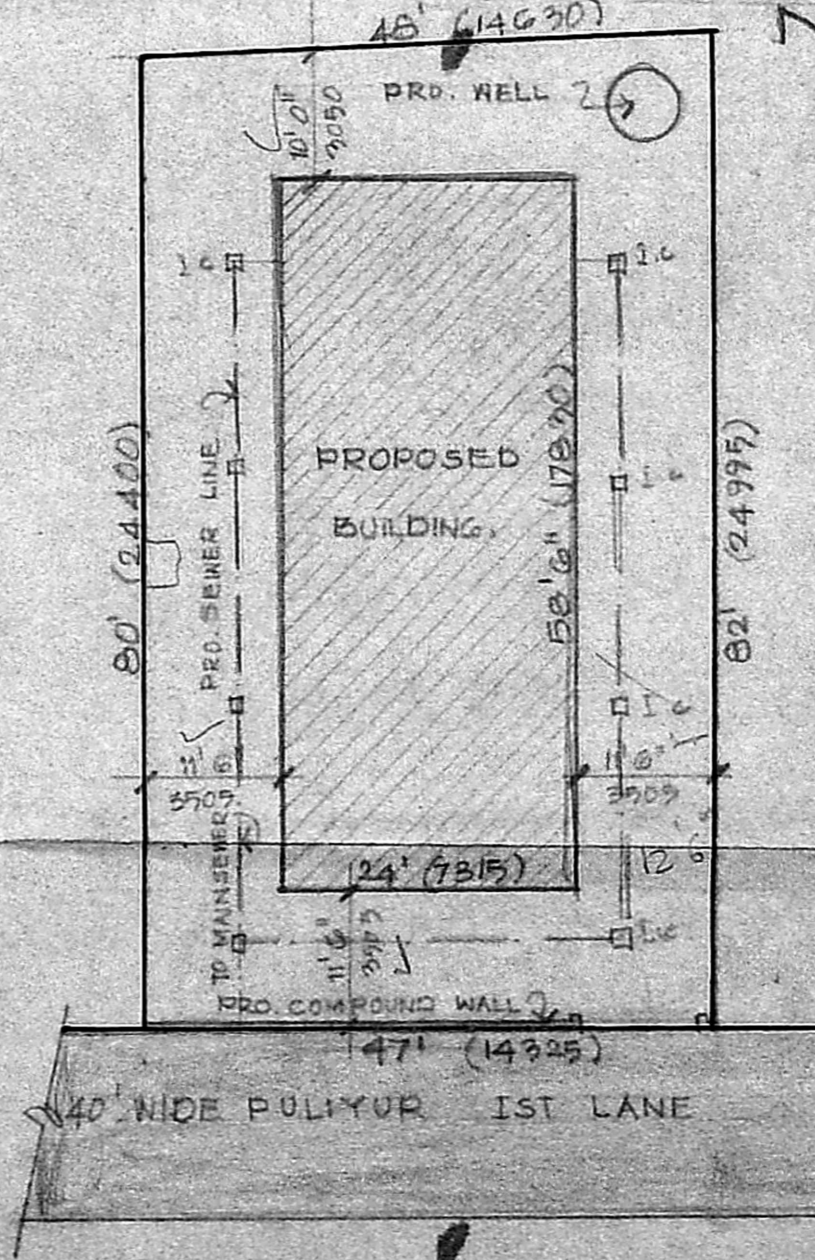 48' (14630)
PRO. WELL
10' 0"
3050
I.C
I.C
PROPOSED
BUILDING.
58' 6" (17830)
PRO. SEWER LINE
80' (24400)
82' (24995)
I.C
I.C
11' 6
3505
11' 6"
3505
12' 6"
TO MAINSEWER
24' (7315)
11' 6"
3505
I.C
PRO. COMPOUND WALL
47' (14325)
40' WIDE PULIYUR IST LANE